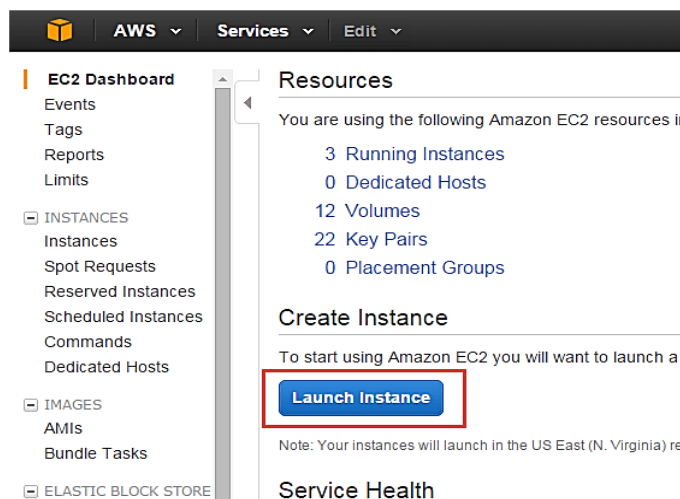 AWS Services Edit
EC2 Dashboard
Events
Tags
Reports
Limits
INSTANCES
Instances
Spot Requests
Reserved Instances
Scheduled Instances
Commands
Dedicated Hosts
IMAGES
AMIs
Bundle Tasks
ELASTIC BLOCK STORE
Resources
You are using the following Amazon EC2 resources i
3 Running Instances
0 Dedicated Hosts
12 Volumes
22 Key Pairs
0 Placement Groups
Create Instance
To start using Amazon EC2 you will want to launch a
Launch Instance
Note: Your instances will launch in the US East (N. Virginia) re
Service Health